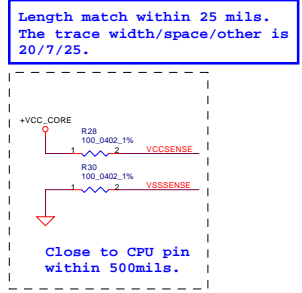 Length match within 25 mils.
The trace width/space/other is
20/7/25.
+VCC_CORE
R28
100_0402_1%
1 2 VCCSENSE
R30
100_0402_1%
1 2 VSSSENSE
Close to CPU pin
within 500mils.